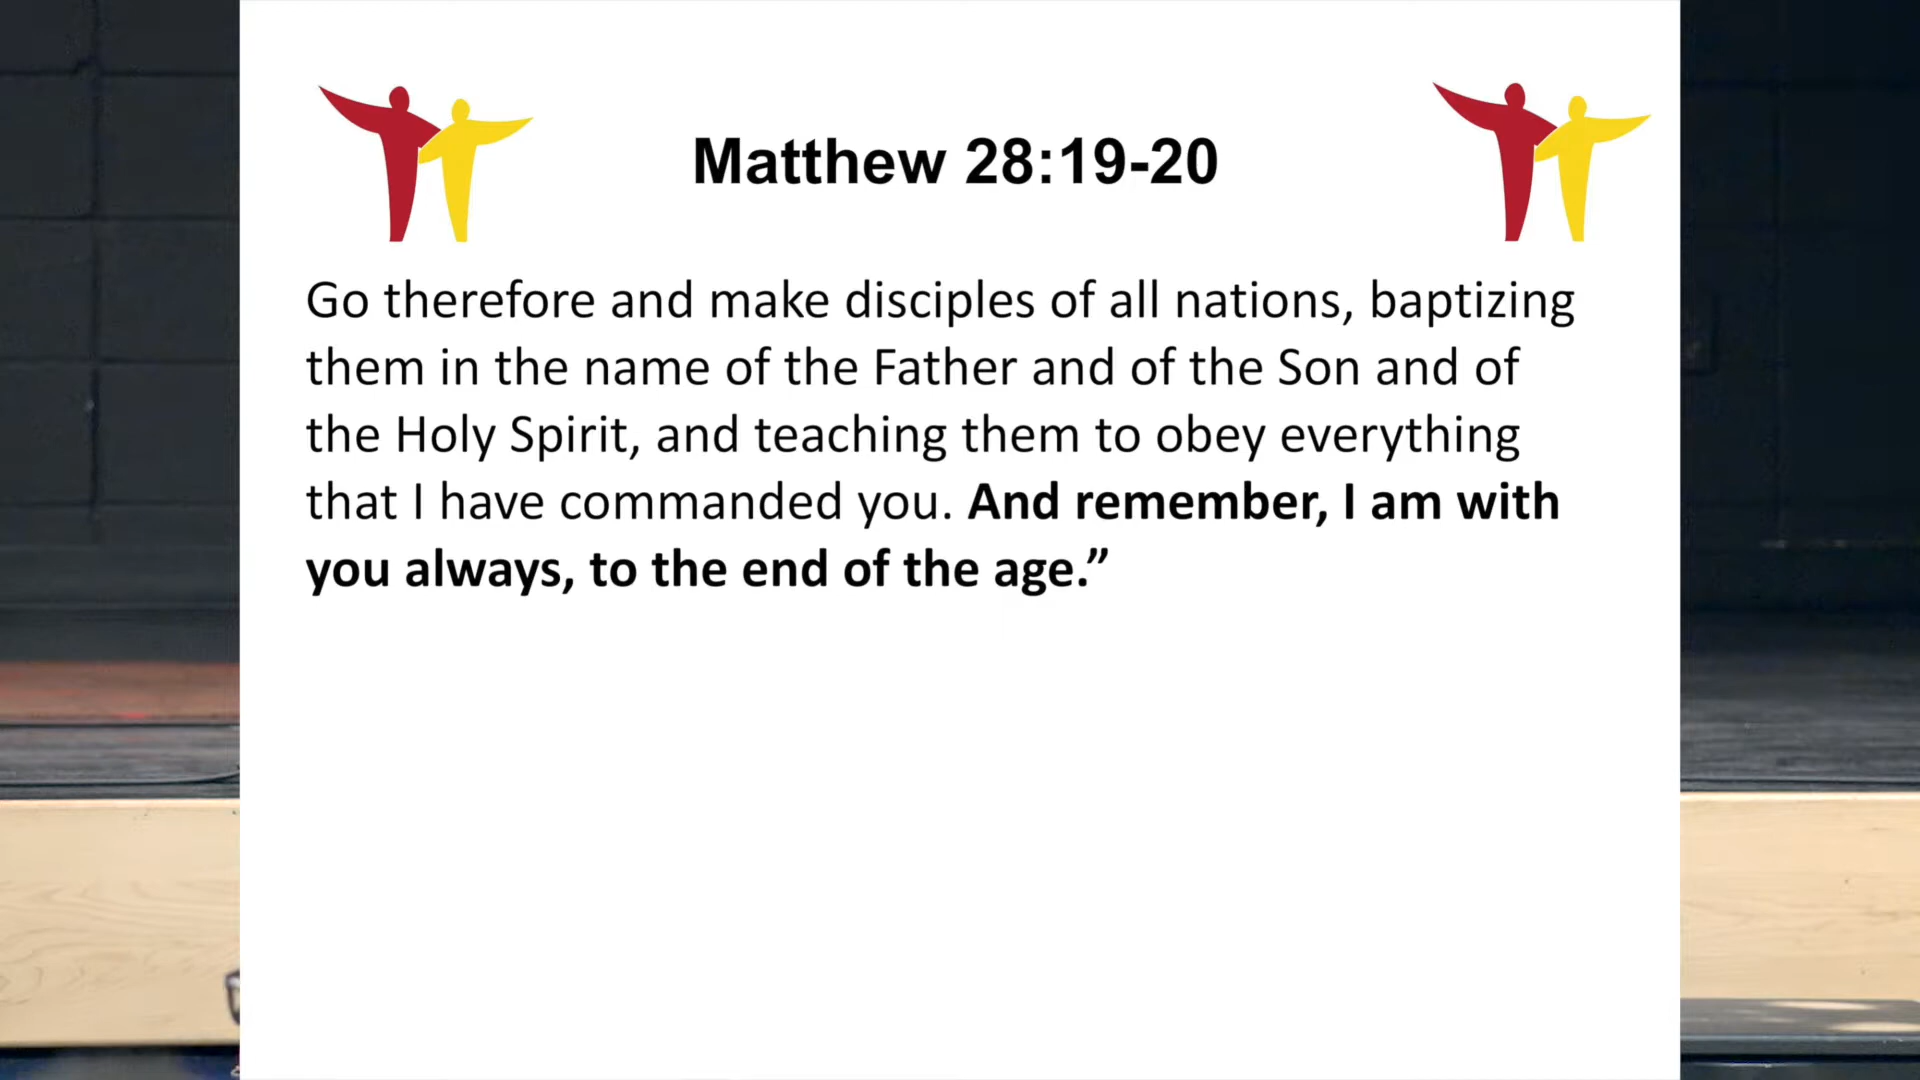 Matthew 28:19-20
Go therefore and make disciples of all nations, baptizing
them in the name of the Father and of the Son and of
the Holy Spirit, and teaching them to obey everything
that I have commanded you. And remember, I am with
you always, to the end of the age.”